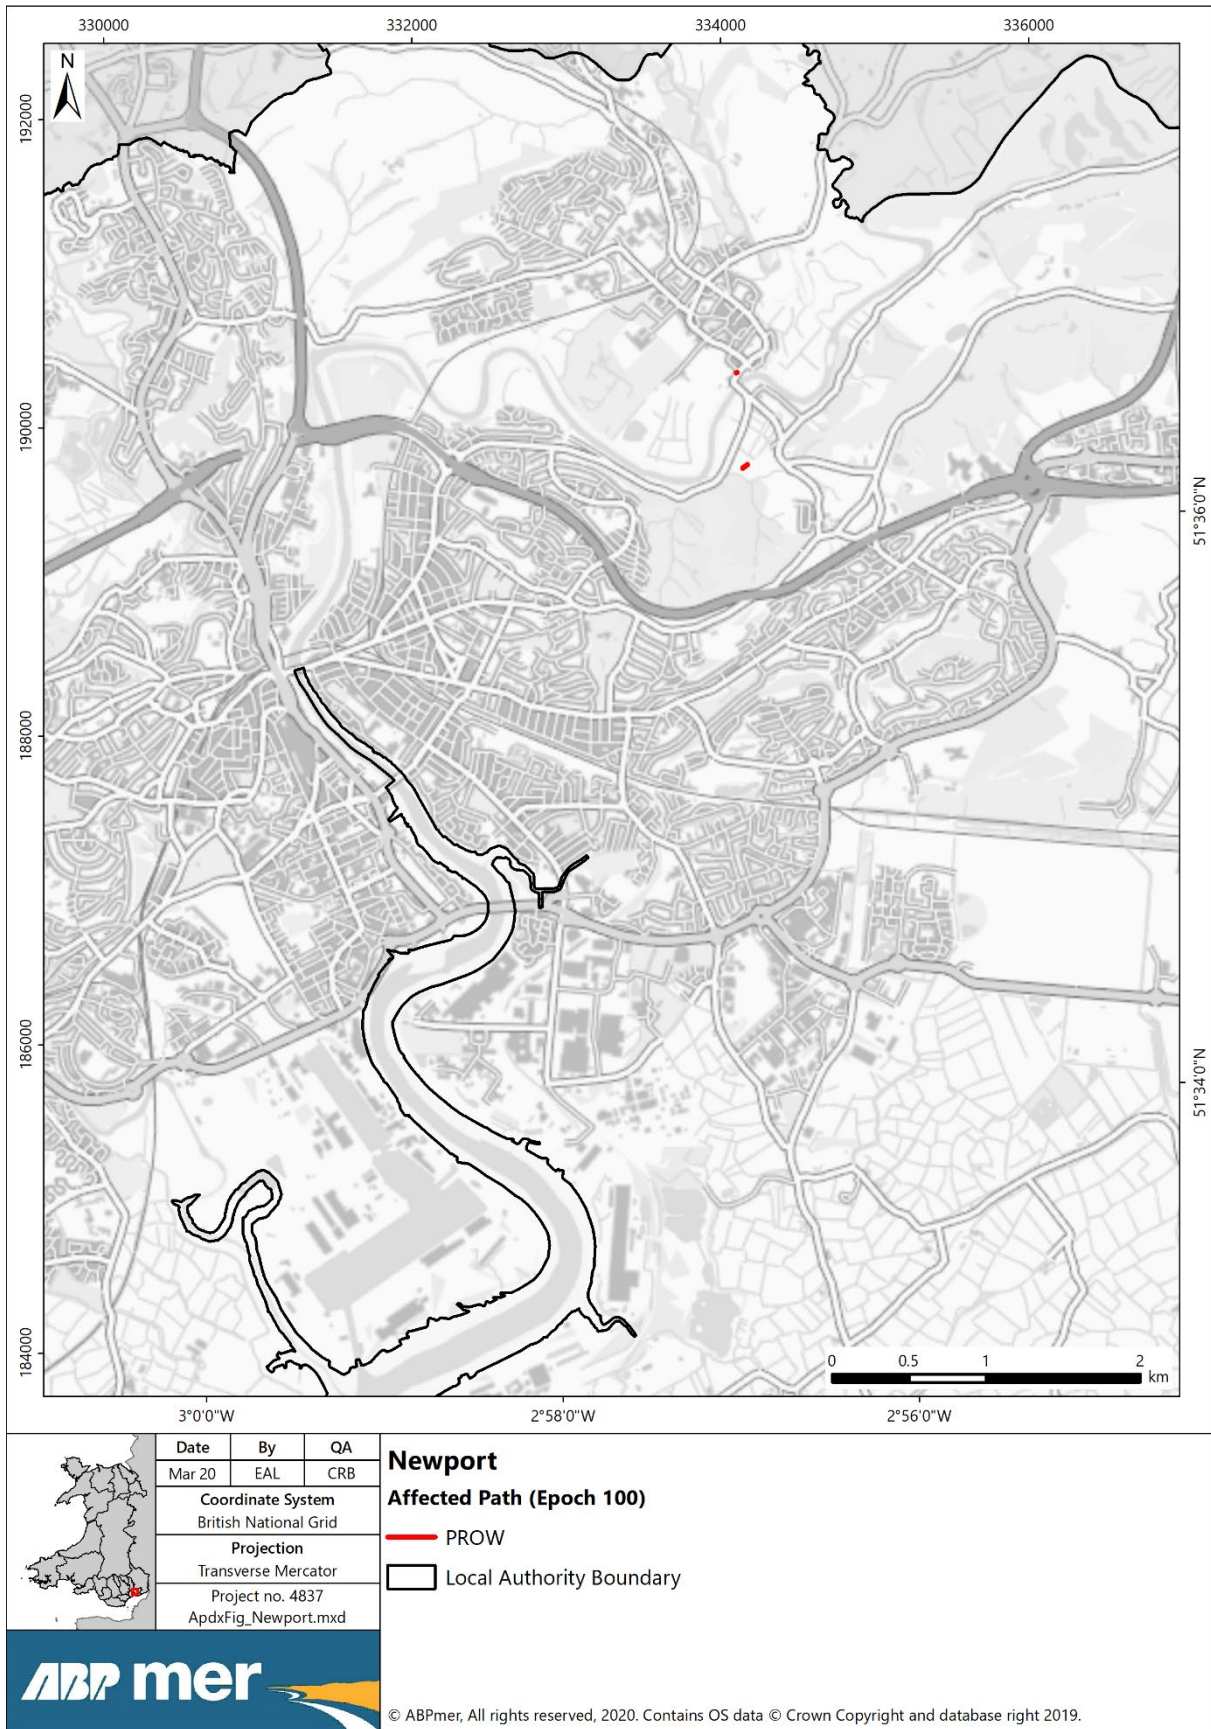 330000 332000 334000 336000
N
192000
190000
188000
186000
184000
51°36'0"N
51°34'0"N
0 0.5 1 2
km
3°0'0"W 2°58'0"W 2°56'0"W
Date By QA
Mar 20 EAL CRB
Coordinate System
British National Grid
Projection
Transverse Mercator
Project no. 4837
ApdxFig_Newport.mxd
ABP mer
Newport
Affected Path (Epoch 100)
PROW
Local Authority Boundary
© ABPmer, All rights reserved, 2020. Contains OS data © Crown Copyright and database right 2019.